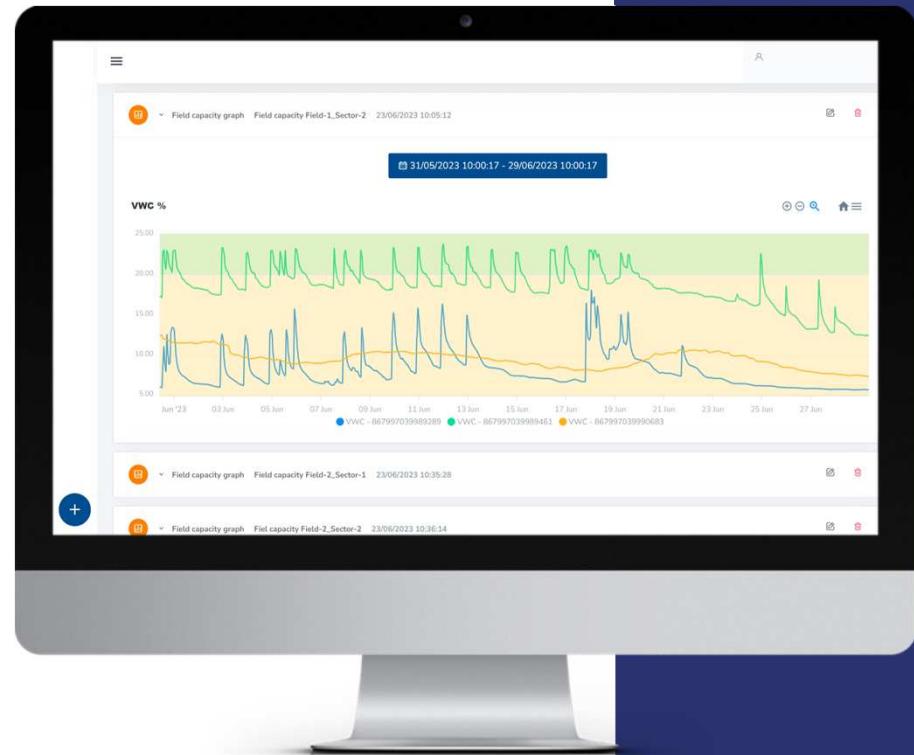 Field capacity graph Field capacity Field-1_Sector-2 23/06/2023 10:05:12
31/05/2023 10:00:17 - 29/06/2023 10:00:17
VWC %
25.00
20.00
15.00
10.00
5.00
Jun '23 03 Jun 05 Jun 07 Jun 09 Jun 11 Jun 13 Jun 15 Jun 17 Jun 19 Jun 21 Jun 23 Jun 25 Jun 27 Jun
VWC - 867997039989289 VWC - 867997039989461 VWC - 867997039990683
Field capacity graph Field capacity Field-2_Sector-1 23/06/2023 10:35:28
Field capacity graph Fiel capacity Field-2_Sector-2 23/06/2023 10:36:14